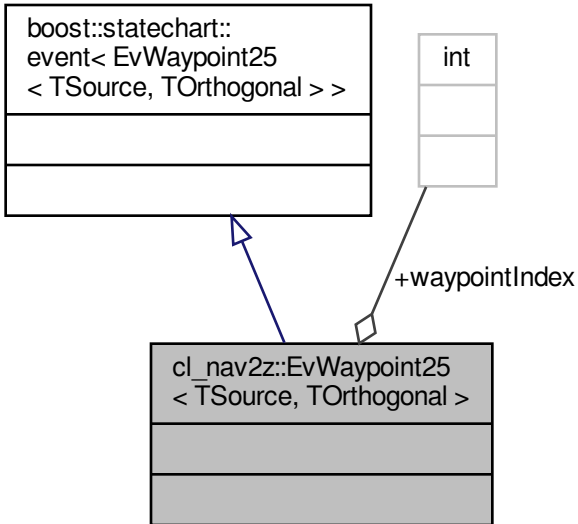 boost::statechart::
event< EvWaypoint25
< TSource, TOrthogonal > >
int
+waypointIndex
cl_nav2z::EvWaypoint25
< TSource, TOrthogonal >